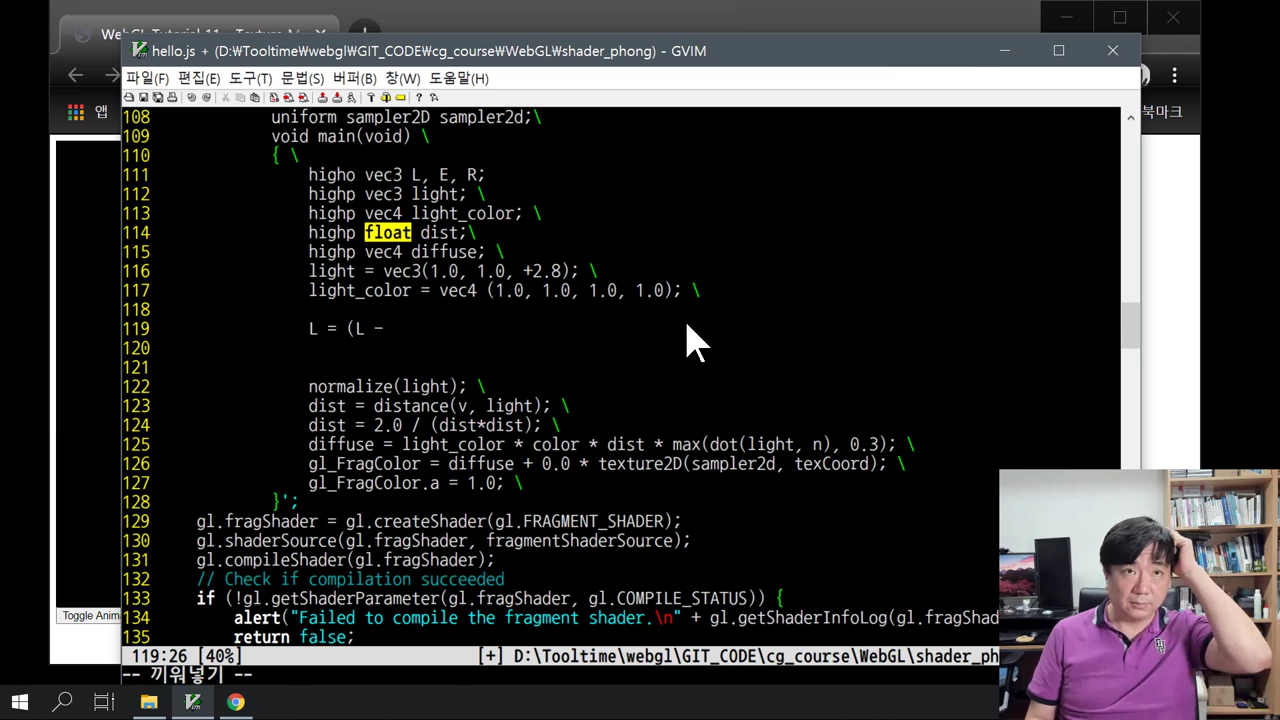 WebGL Tutorial 11 - Texture M
hello.js + (D:₩Tooltime₩webgl₩GIT_CODE₩cg_course₩WebGL₩shader_phong) - GVIM
파일(F) 편집(E) 도구(T) 문법(S) 버퍼(B) 창(W) 도움말(H)
앱
북마크
108 uniform sampler2D sampler2d;\
109 void main(void) \
110 { \
111 higho vec3 L, E, R;
112 highp vec3 light; \
113 highp vec4 light_color; \
114 highp float dist;\
115 highp vec4 diffuse; \
116 light = vec3(1.0, 1.0, +2.8); \
117 light_color = vec4 (1.0, 1.0, 1.0, 1.0); \
118
119 L = (L -
120
121
122 normalize(light); \
123 dist = distance(v, light); \
124 dist = 2.0 / (dist*dist); \
125 diffuse = light_color * color * dist * max(dot(light, n), 0.3); \
126 gl_FragColor = diffuse + 0.0 * texture2D(sampler2d, texCoord); \
127 gl_FragColor.a = 1.0; \
128 }';
129 gl.fragShader = gl.createShader(gl.FRAGMENT_SHADER);
130 gl.shaderSource(gl.fragShader, fragmentShaderSource);
131 gl.compileShader(gl.fragShader);
132 // Check if compilation succeeded
133 if (!gl.getShaderParameter(gl.fragShader, gl.COMPILE_STATUS)) {
134 alert("Failed to compile the fragment shader.\n" + gl.getShaderInfoLog(gl.fragSha
135 return false;
Toggle Anim
119:26 [40%] [+] D:\Tooltime\webgl\GIT_CODE\cg_course\WebGL\shader_ph
-- 끼워넣기 --